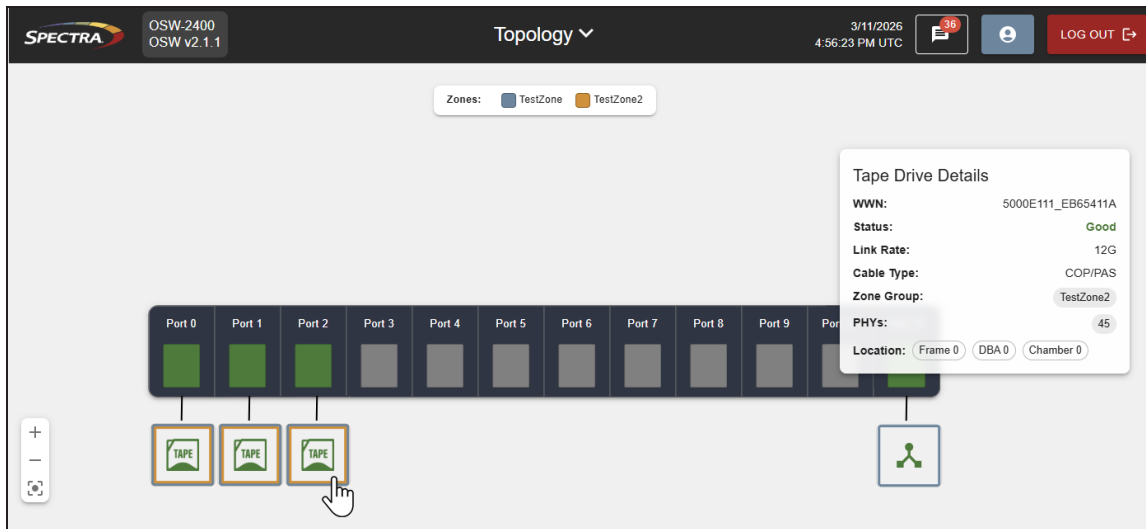 SPECTRA
OSW-2400
OSW v2.1.1
Topology
3/11/2026
4:56:23 PM UTC
36
LOG OUT
Zones: TestZone TestZone2
Tape Drive Details
WWN: 5000E111_EB65411A
Status: Good
Link Rate: 12G
Cable Type: COP/PAS
Zone Group: TestZone2
PHYs: 45
Location: Frame 0 DBA 0 Chamber 0
Port 0 Port 1 Port 2 Port 3 Port 4 Port 5 Port 6 Port 7 Port 8 Port 9 Por
TAPE TAPE TAPE